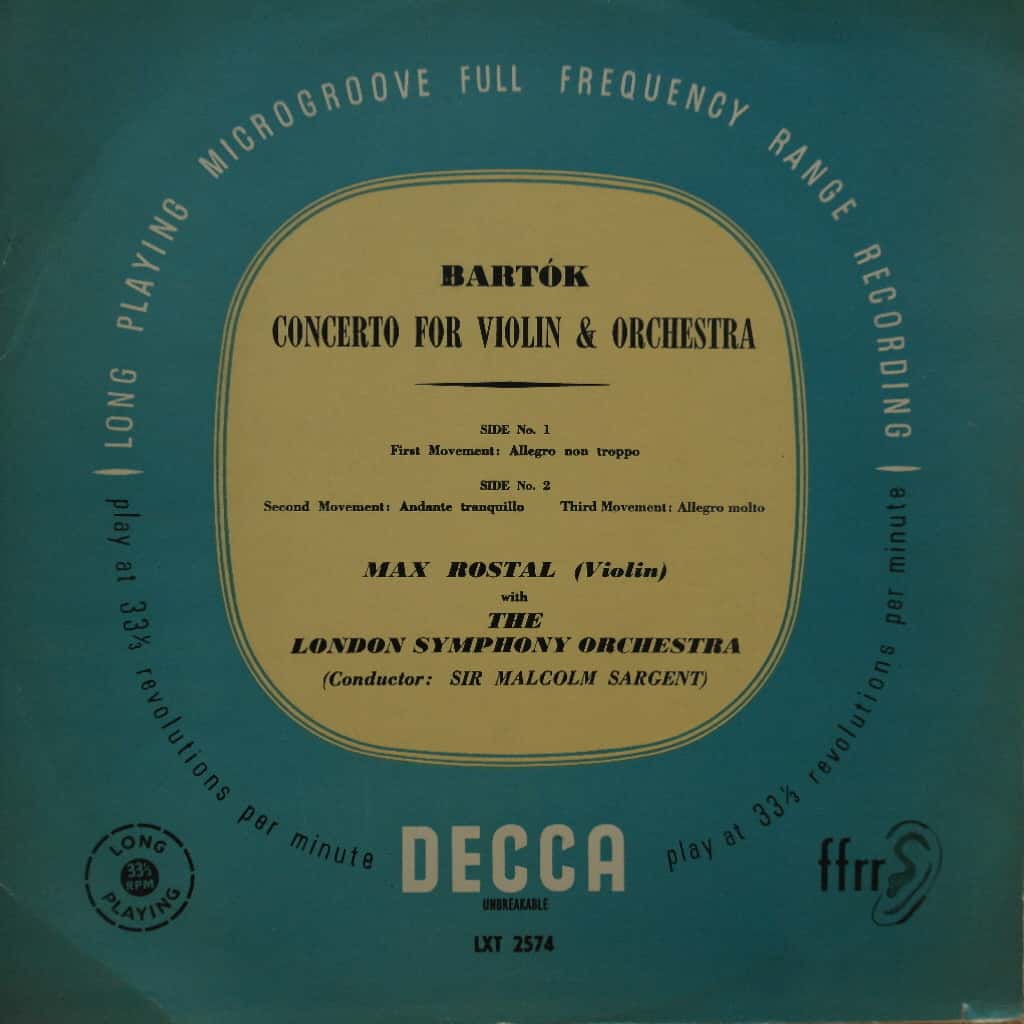 LONG PLAYING MICROGROOVE FULL FREQUENCY RANGE RECORDING
BARTÓK
CONCERTO FOR VIOLIN & ORCHESTRA
SIDE No. 1
First Movement: Allegro non troppo
SIDE No. 2
Second Movement: Andante tranquillo Third Movement: Allegro molto
MAX ROSTAL (Violin)
with
THE
LONDON SYMPHONY ORCHESTRA
(Conductor: SIR MALCOLM SARGENT)
play at 33⅓ revolutions per minute
play at 33⅓ revolutions per minute
LONG
33⅓
RPM
PLAYING
DECCA
UNBREAKABLE
LXT 2574
ffrr